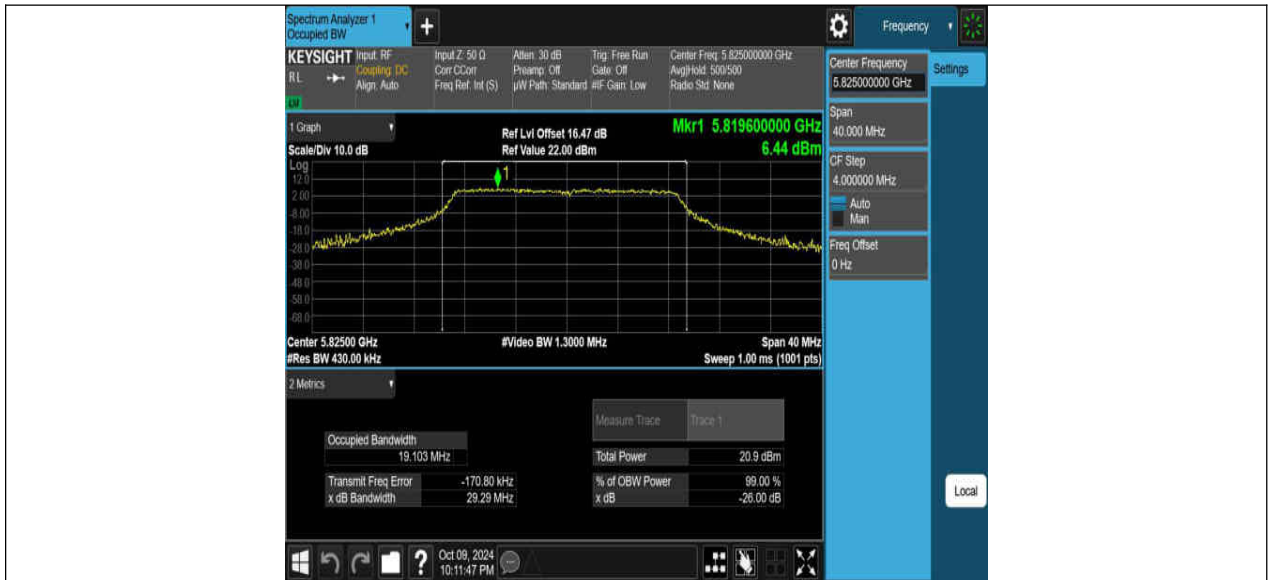 Spectrum Analyzer 1
Occupied BW
+
Frequency
KEYSIGHT
RL
LM
Input: RF
Coupling: DC
Align: Auto
Input Z: 50 Ω
Corr CCorr
Freq Ref: Int (S)
Atten: 30 dB
Preamp: Off
µW Path: Standard
Trig: Free Run
Gate: Off
#IF Gain: Low
Center Freq: 5.825000000 GHz
Avg|Hold: 500/500
Radio Std: None
Center Frequency
5.825000000 GHz
Settings
Span
40.000 MHz
CF Step
4.000000 MHz
Auto
Man
Freq Offset
0 Hz
Local
1 Graph
Scale/Div 10.0 dB
Ref Lvl Offset 16.47 dB
Ref Value 22.00 dBm
Mkr1 5.819600000 GHz
6.44 dBm
Log
12.0
2.00
-8.00
-18.0
-28.0
-38.0
-48.0
-58.0
-68.0
1
Center 5.82500 GHz
#Res BW 430.00 kHz
#Video BW 1.3000 MHz
Span 40 MHz
Sweep 1.00 ms (1001 pts)
2 Metrics
Measure Trace Trace 1
Occupied Bandwidth
19.103 MHz
Total Power 20.9 dBm
Transmit Freq Error -170.80 kHz
% of OBW Power 99.00 %
x dB Bandwidth 29.29 MHz
x dB -26.00 dB
?
Oct 09, 2024
10:11:47 PM